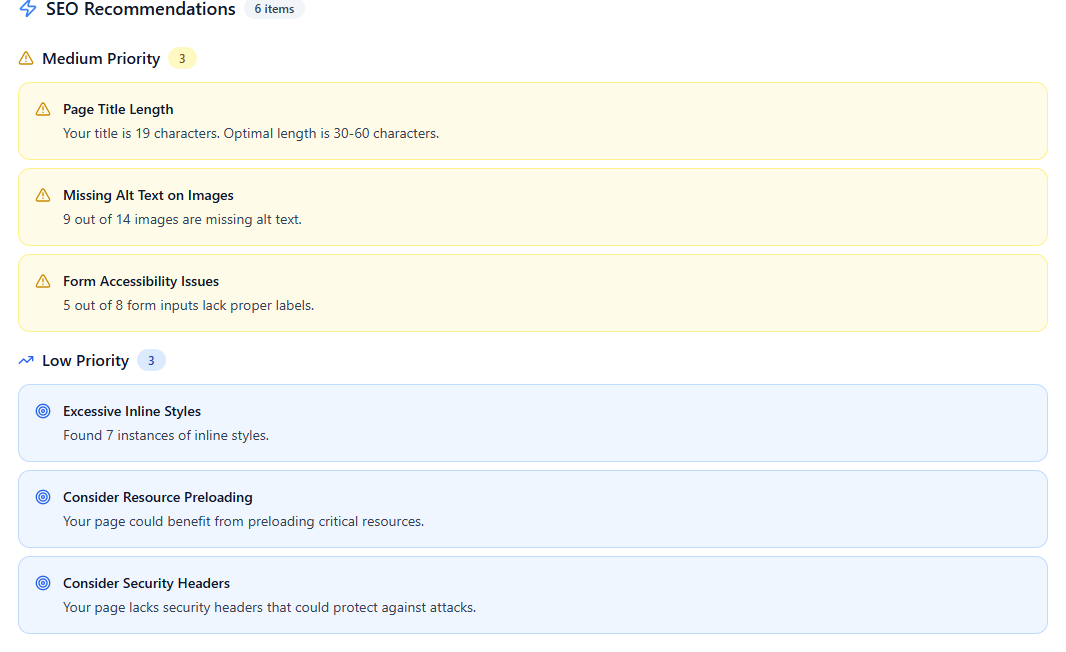 SEO Recommendations 6 items
Medium Priority 3
Page Title Length
Your title is 19 characters. Optimal length is 30-60 characters.
Missing Alt Text on Images
9 out of 14 images are missing alt text.
Form Accessibility Issues
5 out of 8 form inputs lack proper labels.
Low Priority 3
Excessive Inline Styles
Found 7 instances of inline styles.
Consider Resource Preloading
Your page could benefit from preloading critical resources.
Consider Security Headers
Your page lacks security headers that could protect against attacks.